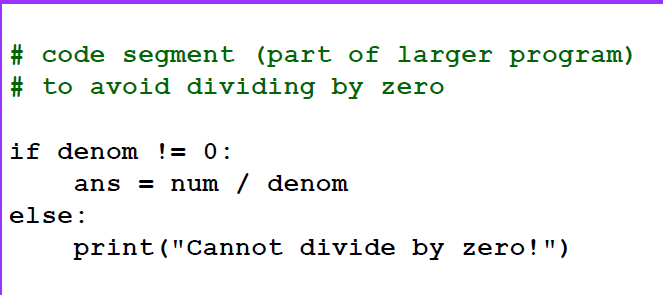 # code segment (part of larger program)
# to avoid dividing by zero
if denom != 0:
    ans = num / denom
else:
    print("Cannot divide by zero!")